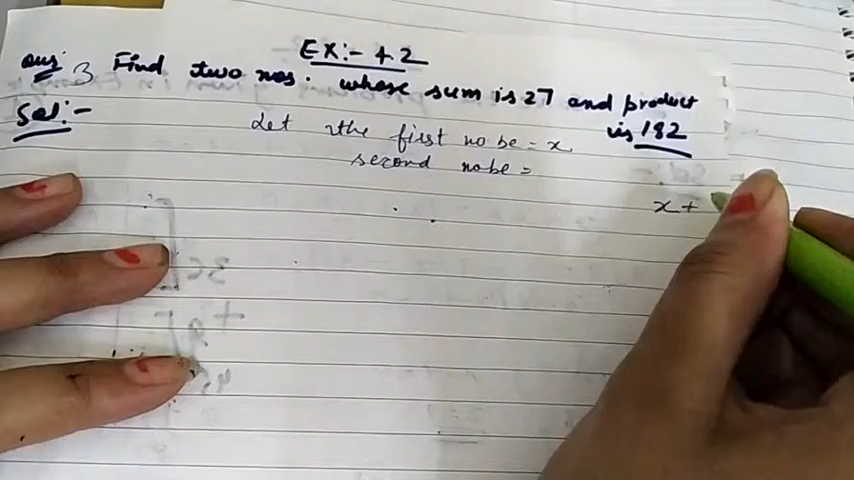 EX:- 4.2
Ques 3 Find two nos. whose sum is 27 and product is 182
Sol:-
Let the first no be = x
second no be =
x +